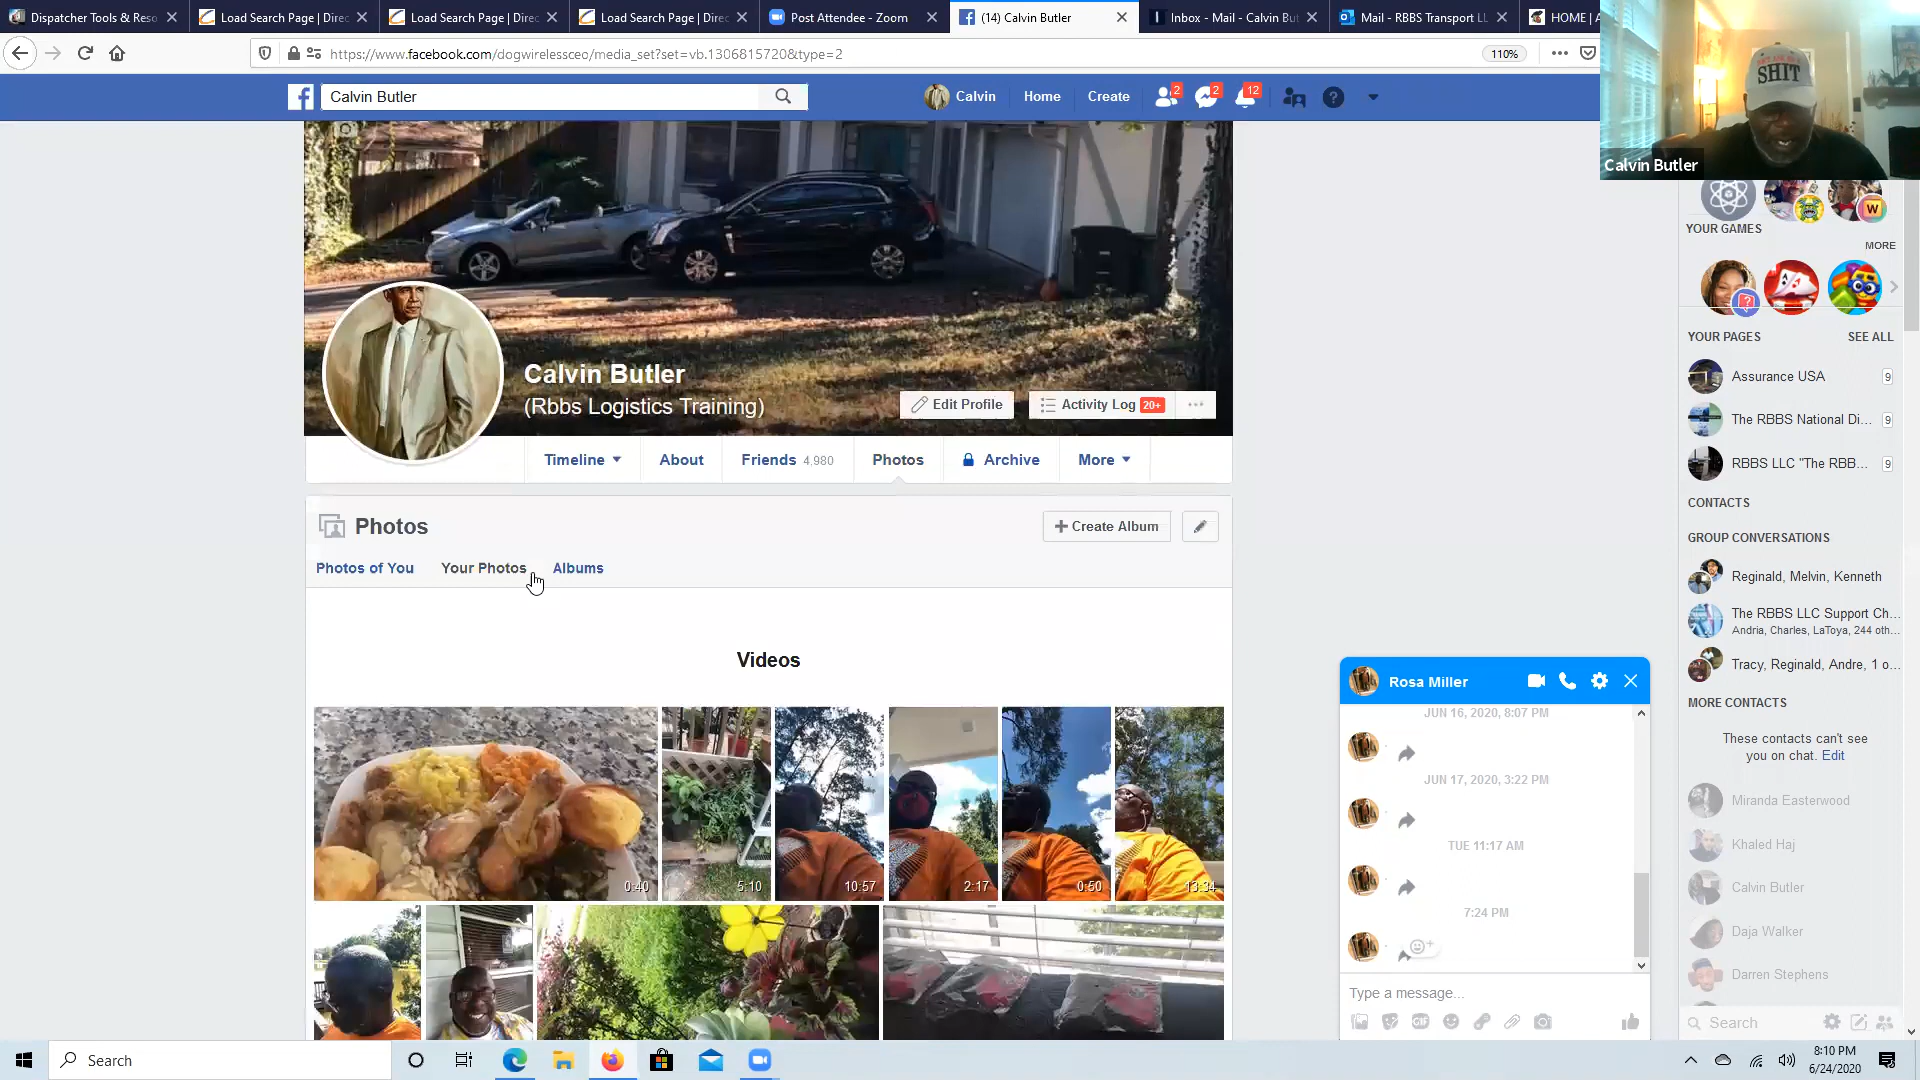 Dispatcher Tools & Reso
Load Search Page | Direc
Load Search Page | Direc
Load Search Page | Direc
Post Attendee - Zoom
(14) Calvin Butler
Inbox - Mail - Calvin But
Mail - RBBS Transport LL
HOME | A
https://www.facebook.com/dogwirelessceo/media_set?set=vb.1306815720&type=2
110%
SHIT
Calvin Butler
Calvin Butler
Calvin
Home
Create
2
2
12
YOUR GAMES
MORE
W
YOUR PAGES
SEE ALL
Assurance USA
9
The RBBS National Di...
9
RBBS LLC "The RBB...
9
CONTACTS
GROUP CONVERSATIONS
Reginald, Melvin, Kenneth
The RBBS LLC Support Ch...
Andria, Charles, LaToya, 244 oth...
Tracy, Reginald, Andre, 1 o...
MORE CONTACTS
These contacts can't see
you on chat. Edit
Miranda Easterwood
Khaled Haj
Calvin Butler
Daja Walker
Darren Stephens
Search
Calvin Butler
(Rbbs Logistics Training)
Edit Profile
Activity Log 20+
Timeline
About
Friends 4,980
Photos
Archive
More
Photos
Create Album
Photos of You
Your Photos
Albums
Videos
0:40
5:10
10:57
2:17
0:50
13:34
Rosa Miller
JUN 16, 2020, 8:07 PM
JUN 17, 2020, 3:22 PM
TUE 11:17 AM
7:24 PM
Type a message...
GIF
Search
8:10 PM
6/24/2020